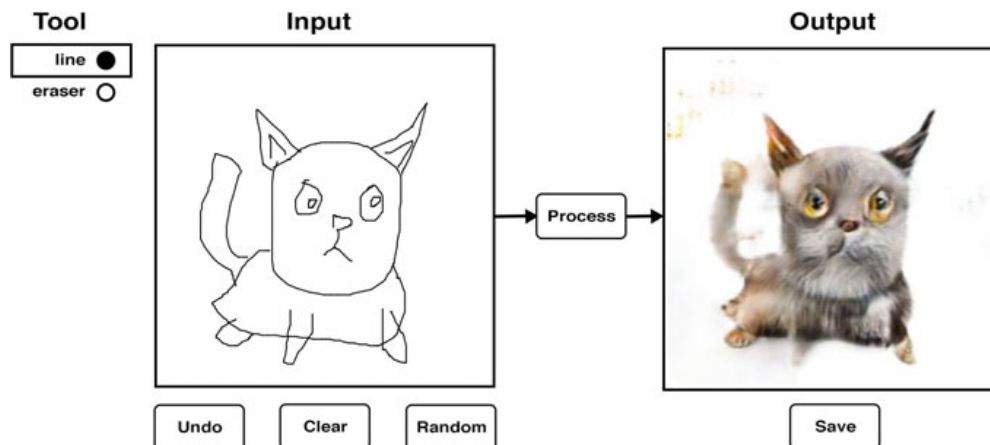 Tool
line
eraser
Input
Undo
Clear
Random
Process
Output
Save